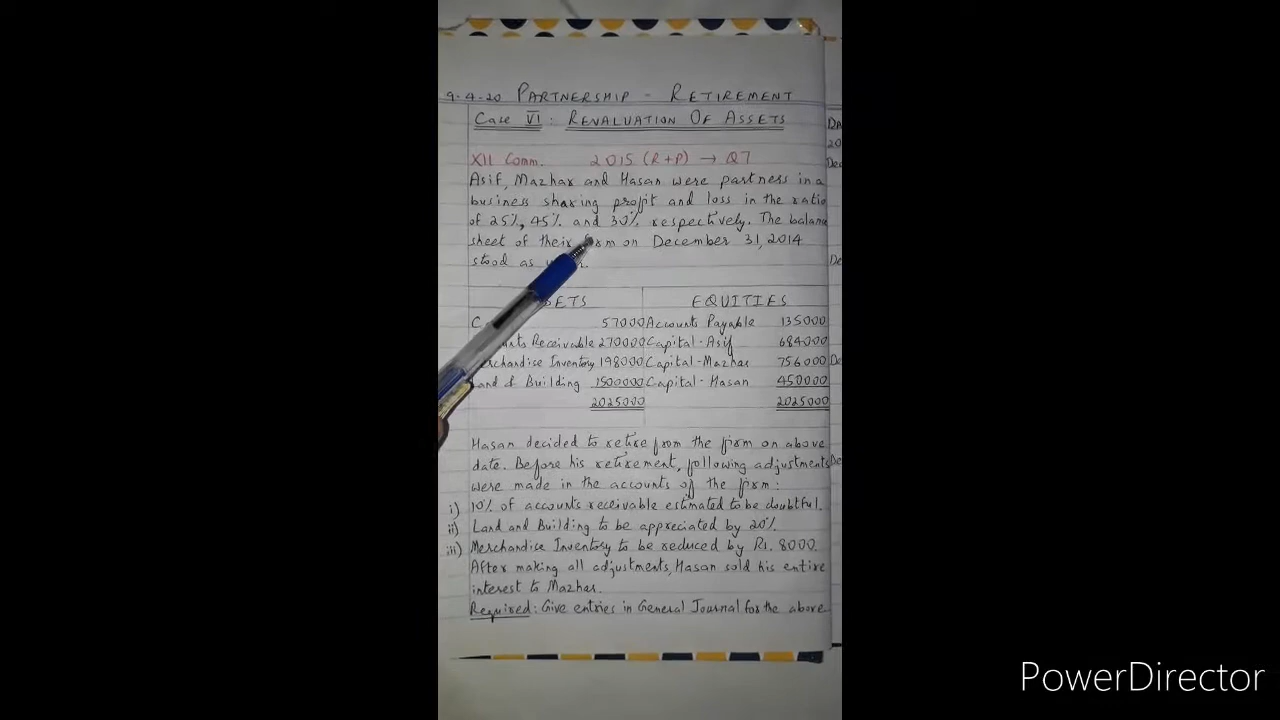 9-4-20 PARTNERSHIP - RETIREMENT
Case VI: REVALUATION OF ASSETS
XII Comm. 2015 (R+P) → Q7
Asif, Mazhar and Hasan were partners in a
business sharing profit and loss in the ratio
of 25%, 45% and 30% respectively. The balance
sheet of their firm on December 31, 2014
stood as
EQUITIES
57000 Accounts Payable 135000
Receivable 270000 Capital-Asif 684000
Inventory 198000 Capital-Mazhar 756000
Land & Building 1500000 Capital-Hasan 450000
2025000 2025000
Hasan decided to retire from the firm on above
date. Before his retirement, following adjustments
were made in the accounts of the firm:
i) 10% of accounts receivable estimated to be doubtful.
ii) Land and Building to be appreciated by 20%.
iii) Merchandise Inventory to be reduced by Rs. 8000.
After making all adjustments, Hasan sold his entire
interest to Mazhar.
Required: Give entries in General Journal for the above
PowerDirector